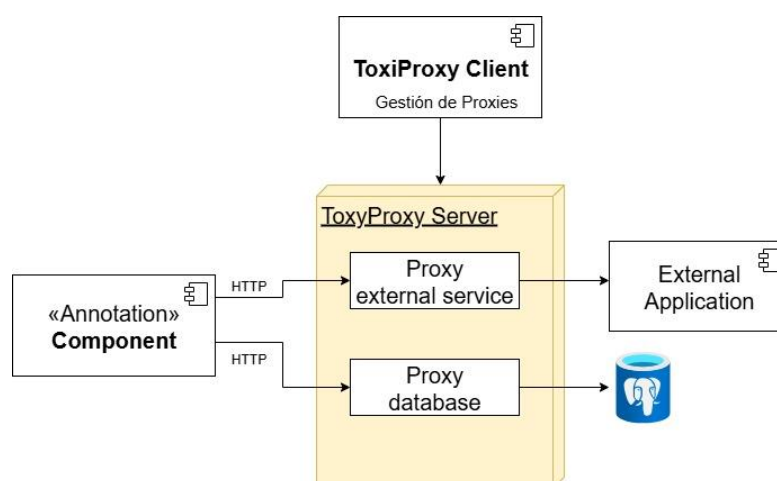 ToxiProxy Client
Gestión de Proxies
ToxyProxy Server
Proxy
external service
External
Application
HTTP
«Annotation»
Component
HTTP
Proxy
database